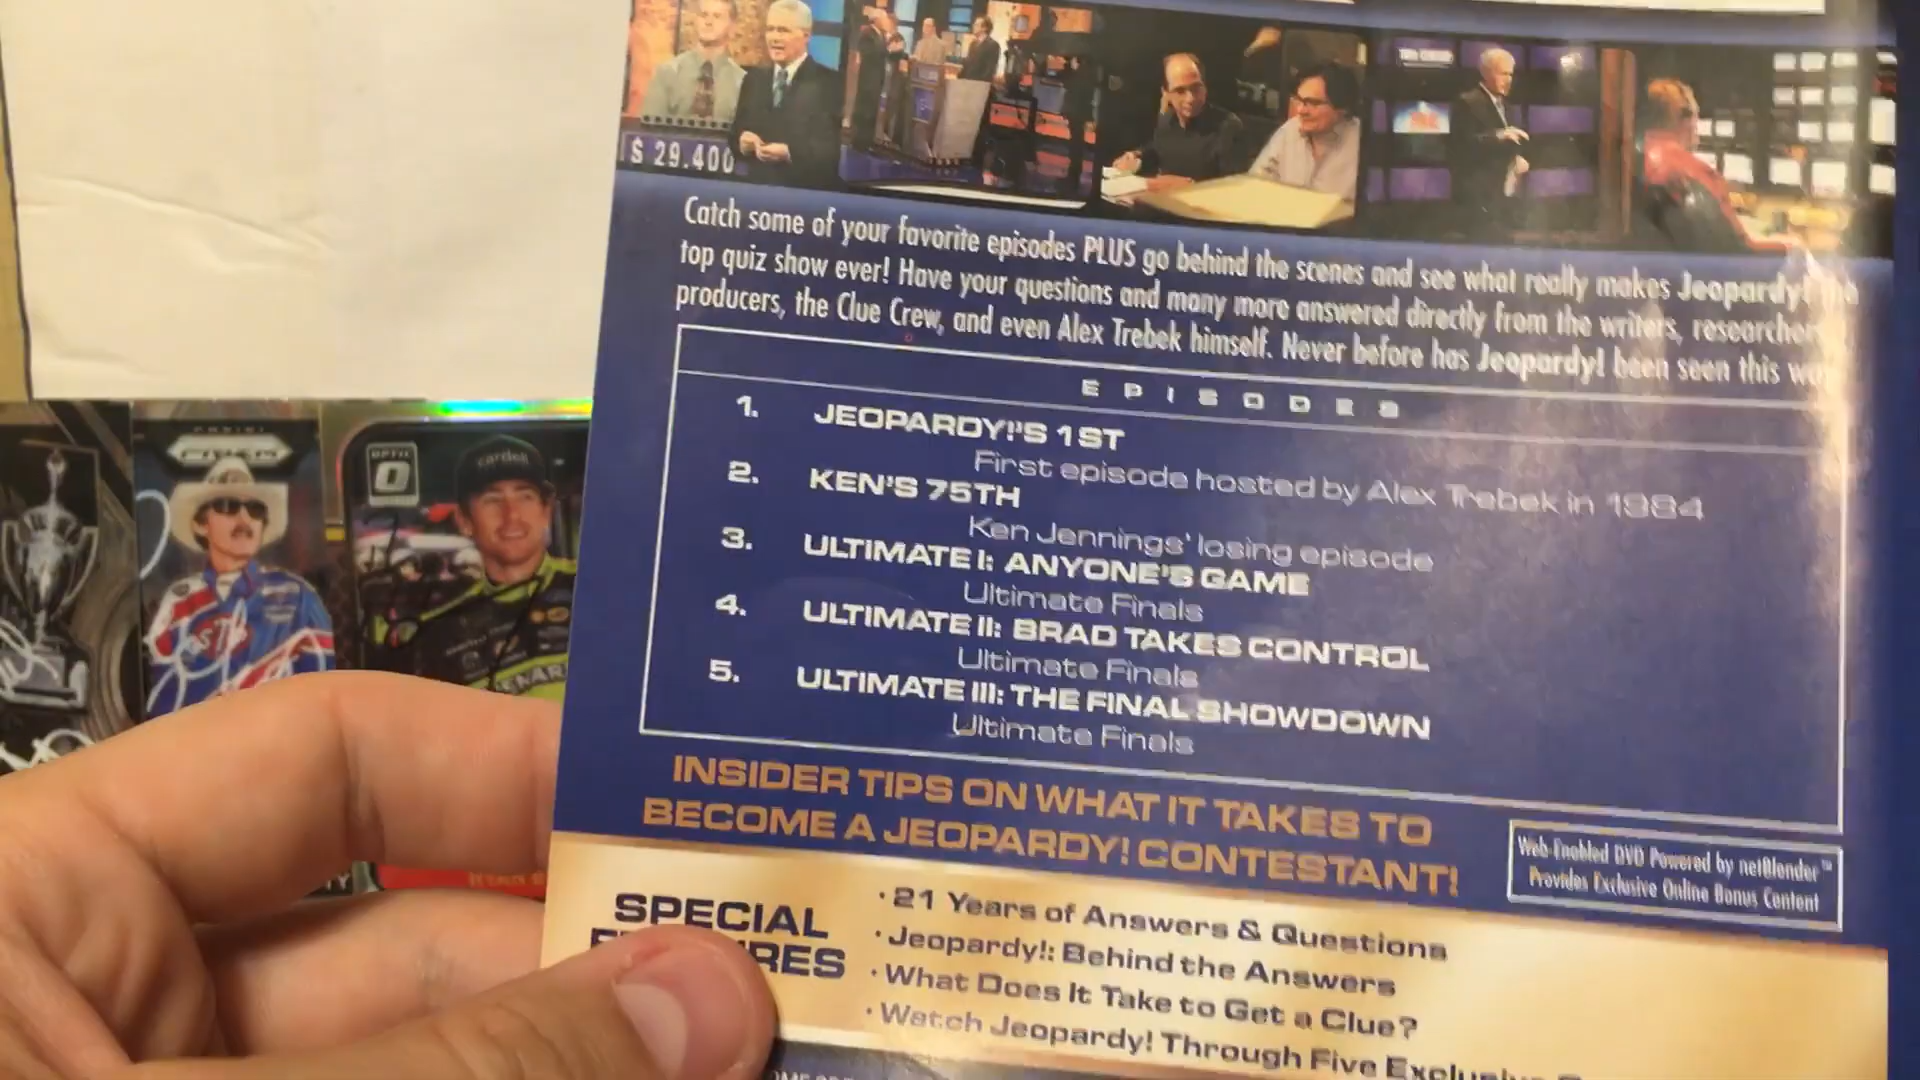 $ 29,400
Catch some of your favorite episodes PLUS go behind the scenes and see what really makes Jeopardy! the
top quiz show ever! Have your questions and many more answered directly from the writers, researchers
producers, the Clue Crew, and even Alex Trebek himself. Never before has Jeopardy! been seen this way
EPISODES
1. JEOPARDY!'S 1ST
First episode hosted by Alex Trebek in 1984
2. KEN'S 75TH
Ken Jennings' losing episode
3. ULTIMATE I: ANYONE'S GAME
Ultimate Finals
4. ULTIMATE II: BRAD TAKES CONTROL
Ultimate Finals
5. ULTIMATE III: THE FINAL SHOWDOWN
Ultimate Finals
INSIDER TIPS ON WHAT IT TAKES TO
BECOME A JEOPARDY! CONTESTANT!
Web-Enabled DVD Powered by netBlender™
Provides Exclusive Online Bonus Content
SPECIAL
• 21 Years of Answers & Questions
• Jeopardy!: Behind the Answers
• What Does It Take to Get a Clue?
• Watch Jeopardy! Through Five
PRIZM
OPTIC
cardell